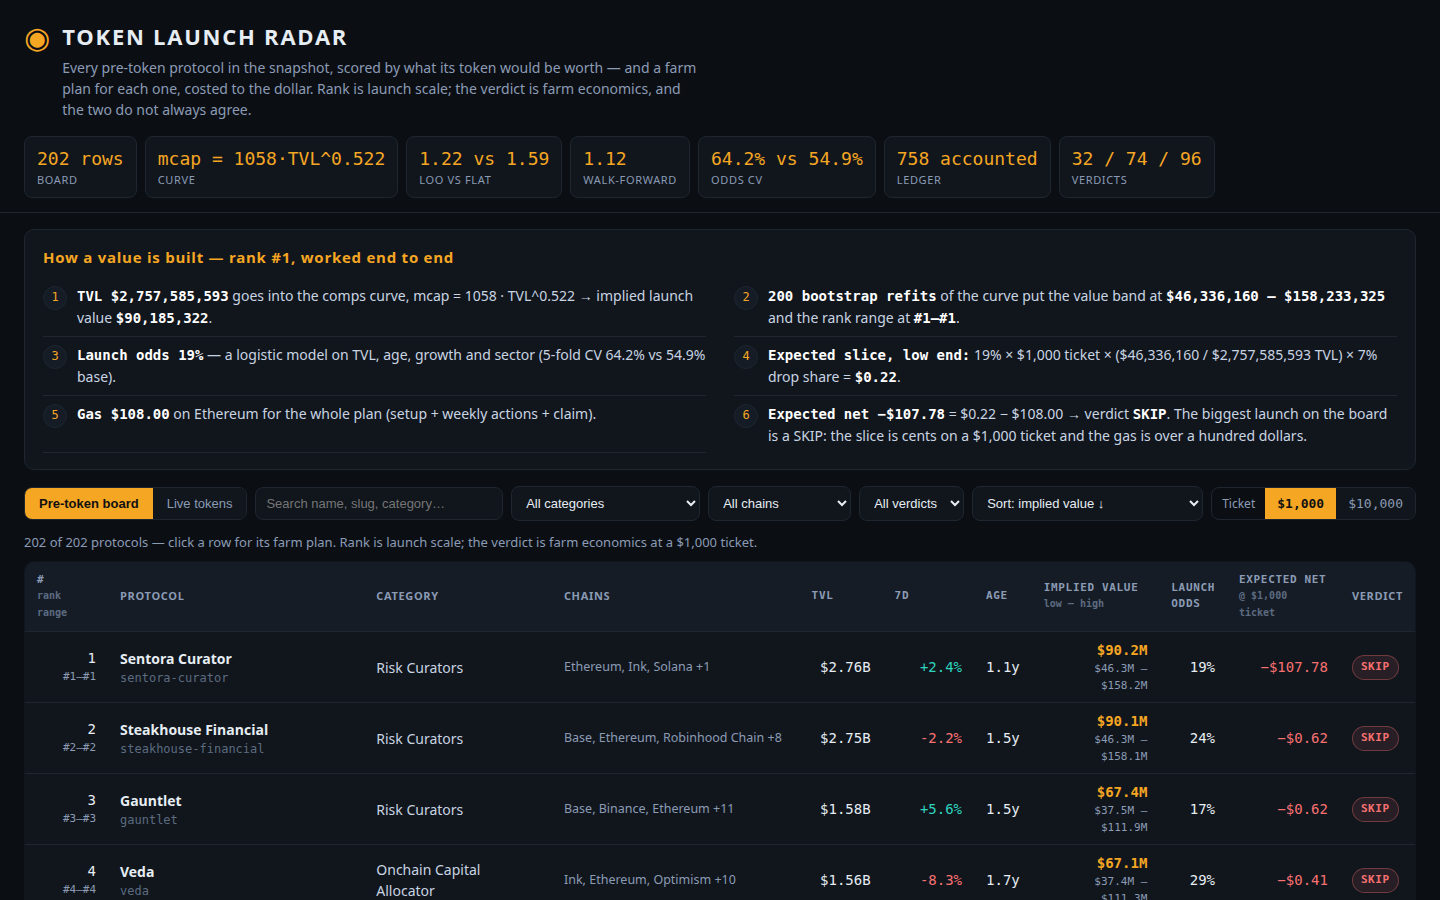 TOKEN LAUNCH RADAR
Every pre-token protocol in the snapshot, scored by what its token would be worth — and a farm
plan for each one, costed to the dollar. Rank is launch scale; the verdict is farm economics, and
the two do not always agree.
202 rows
BOARD
mcap = 1058·TVL^0.522
CURVE
1.22 vs 1.59
LOO VS FLAT
1.12
WALK-FORWARD
64.2% vs 54.9%
ODDS CV
758 accounted
LEDGER
32 / 74 / 96
VERDICTS
How a value is built — rank #1, worked end to end
1 TVL $2,757,585,593 goes into the comps curve, mcap = 1058 · TVL^0.522 → implied launch
value $90,185,322.
2 200 bootstrap refits of the curve put the value band at $46,336,160 – $158,233,325
and the rank range at #1–#1.
3 Launch odds 19% — a logistic model on TVL, age, growth and sector (5-fold CV 64.2% vs 54.9%
base).
4 Expected slice, low end: 19% × $1,000 ticket × ($46,336,160 / $2,757,585,593 TVL) × 7%
drop share = $0.22.
5 Gas $108.00 on Ethereum for the whole plan (setup + weekly actions + claim).
6 Expected net −$107.78 = $0.22 − $108.00 → verdict SKIP. The biggest launch on the board
is a SKIP: the slice is cents on a $1,000 ticket and the gas is over a hundred dollars.
Pre-token board Live tokens Search name, slug, category… All categories All chains All verdicts Sort: implied value ↓ Ticket $1,000 $10,000
202 of 202 protocols — click a row for its farm plan. Rank is launch scale; the verdict is farm economics at a $1,000 ticket.
# rank range PROTOCOL CATEGORY CHAINS TVL 7D AGE IMPLIED VALUE low – high LAUNCH ODDS EXPECTED NET @ $1,000 ticket VERDICT
1 Sentora Curator Risk Curators Ethereum, Ink, Solana +1 $2.76B +2.4% 1.1y $90.2M 19% −$107.78 SKIP
#1–#1 sentora-curator $46.3M – $158.2M
2 Steakhouse Financial Risk Curators Base, Ethereum, Robinhood Chain +8 $2.75B -2.2% 1.5y $90.1M 24% −$0.62 SKIP
#2–#2 steakhouse-financial $46.3M – $158.1M
3 Gauntlet Risk Curators Base, Binance, Ethereum +11 $1.58B +5.6% 1.5y $67.4M 17% −$0.62 SKIP
#3–#3 gauntlet $37.5M – $111.9M
4 Veda Onchain Capital Allocator Ink, Ethereum, Optimism +10 $1.56B -8.3% 1.7y $67.1M 29% −$0.41 SKIP
#4–#4 veda $37.4M – $111.3M